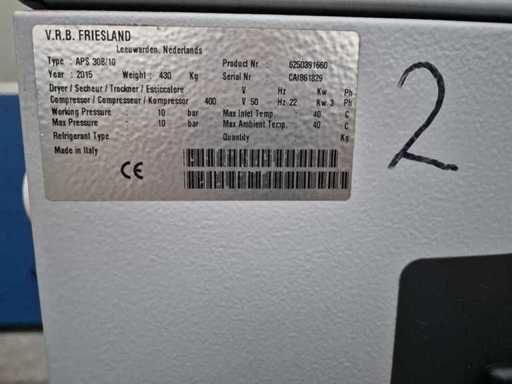 V.R.B. FRIESLAND
Leeuwarden, Nederlands
Type : APS 30B/10 Product Nr : 6250391660
Year : 2015 Weight : 430 Kg Serial Nr CAI861829
Dryer / Secheur / Trockner / Essiccatore V Hz Kw Ph
Compressor / Compresseur / Kompressor 400 V 50 Hz 22 Kw 3 Ph
Working Pressure : 10 bar Max Inlet Temp : 40 C
Max Pressure : 10 bar Max Ambient Temp. : 40 C
Refrigerant Type Quantity Kg
Made in Italy
CE
2